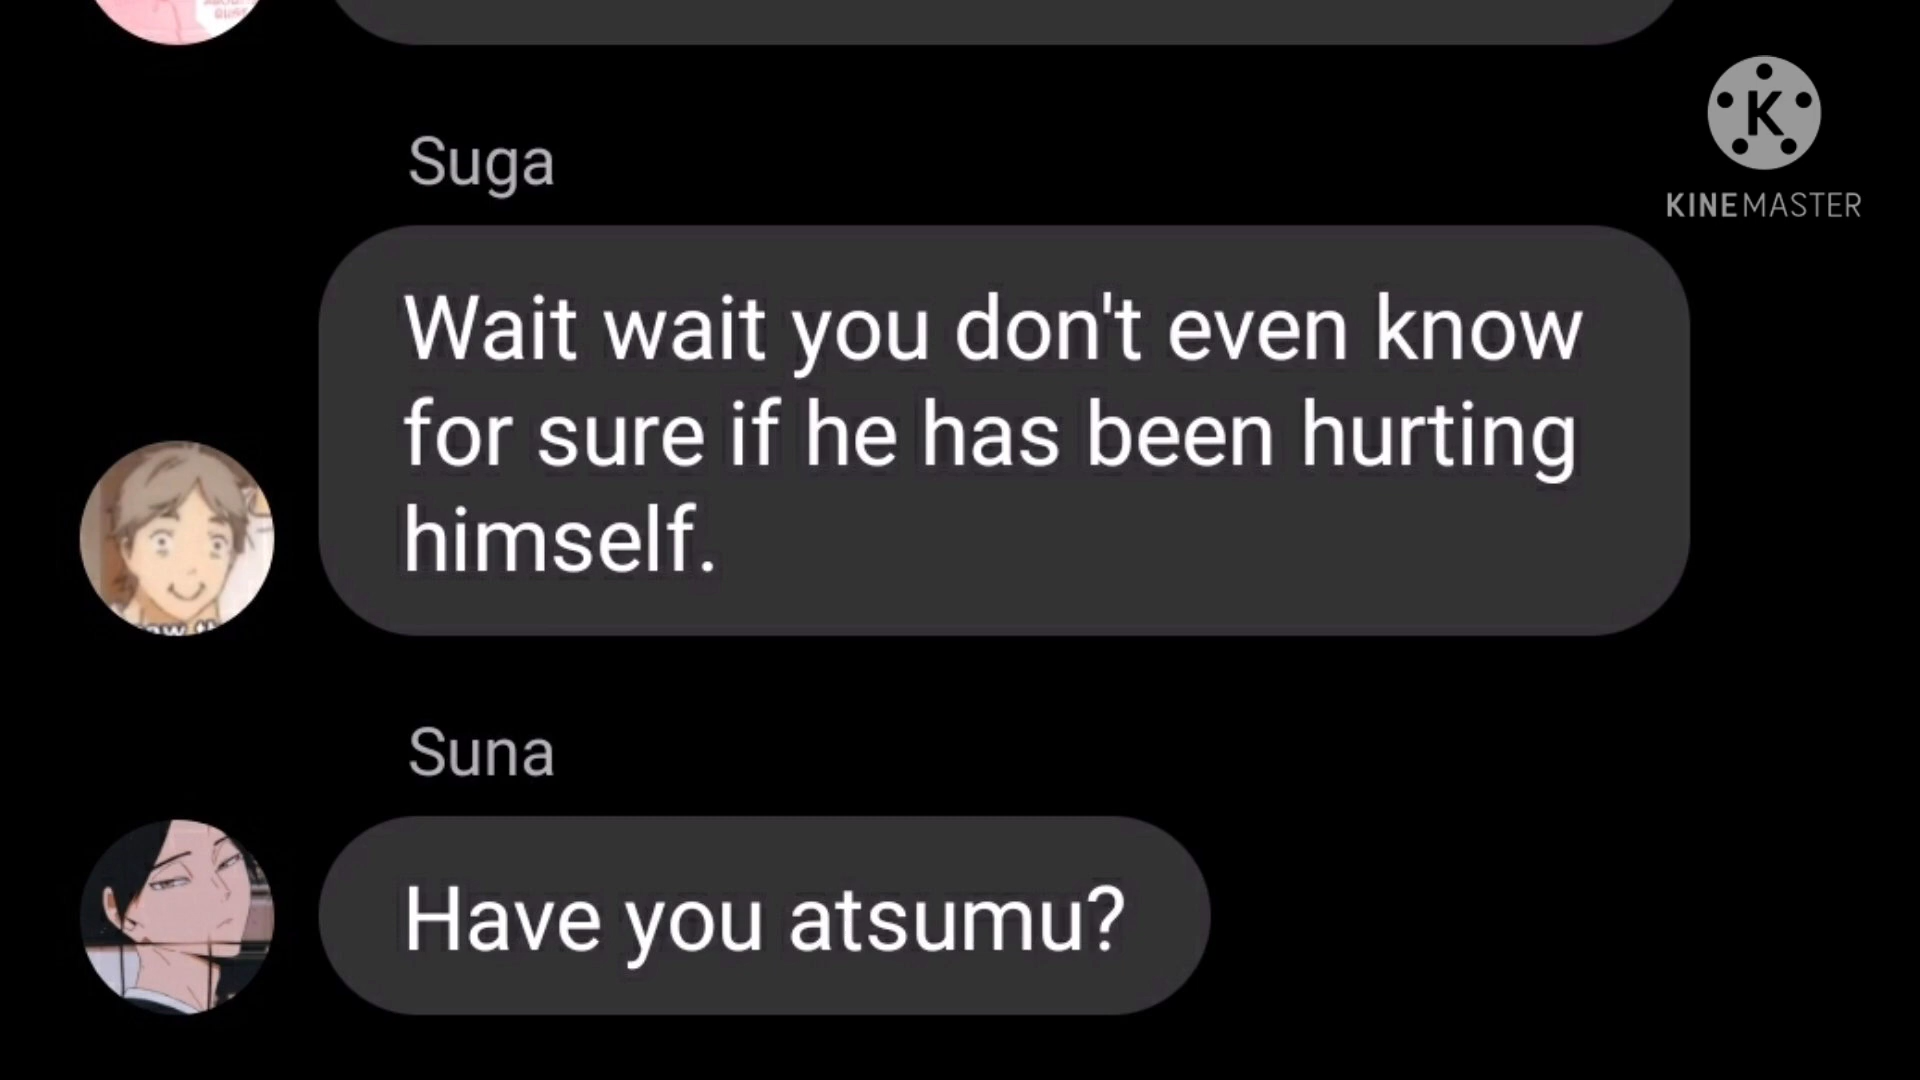 Suga
KINEMASTER
Wait wait you don't even know
for sure if he has been hurting
himself.
Suna
Have you atsumu?